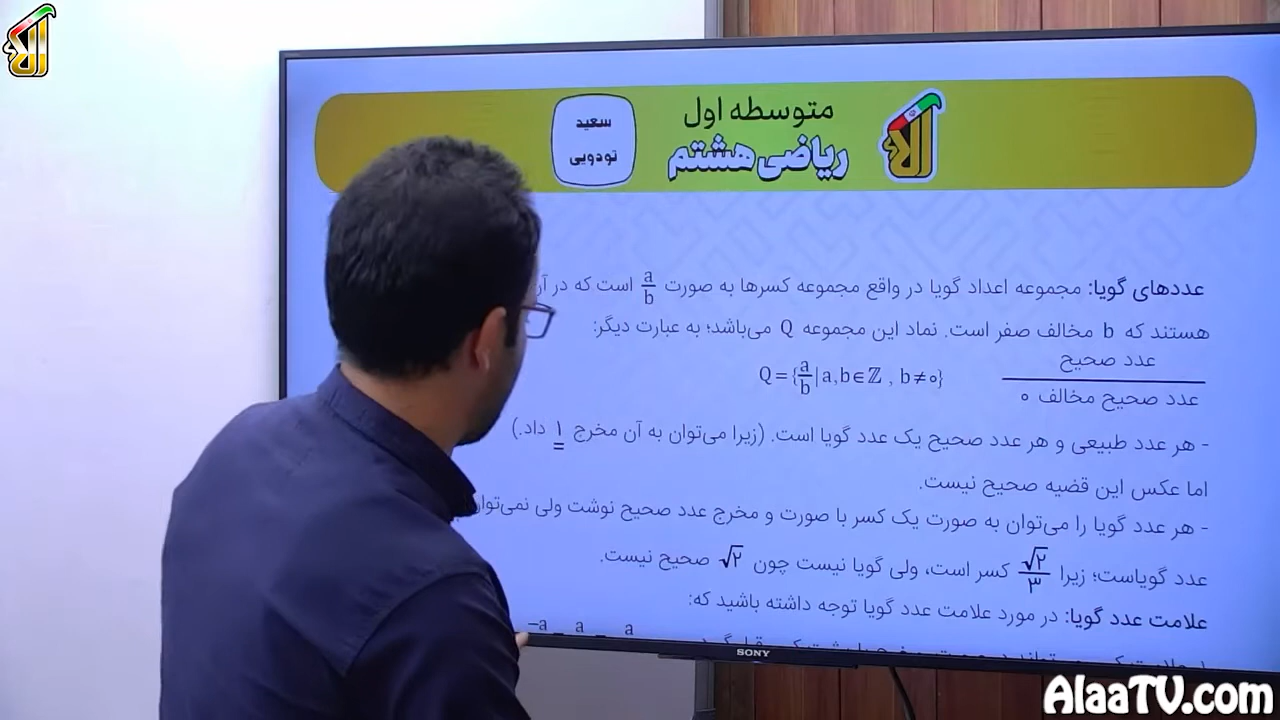 الا
متوسطه اول
ریاضی هشتم
سعید
تودویی
الا
عددهای گویا: مجموعه اعداد گویا در واقع مجموعه کسرها به صورت a/b است که در
هستند که b مخالف صفر است. نماد این مجموعه Q می‌باشد؛ به عبارت دیگر:
عدد صحیح
عدد صحیح مخالف ۰
Q={a/b|a,b∈ℤ , b≠۰}
- هر عدد طبیعی و هر عدد صحیح یک عدد گویا است. (زیرا می‌توان به آن مخرج ۱ داد.)
اما عکس این قضیه صحیح نیست.
- هر عدد گویا را می‌توان به صورت یک کسر با صورت و مخرج عدد صحیح نوشت ولی
عدد گویاست؛ زیرا √۲/۳ کسر است، ولی گویا نیست چون √۲ صحیح نیست.
علامت عدد گویا: در مورد علامت عدد گویا توجه داشته باشید که:
-a a a
SONY
AlaaTV.com